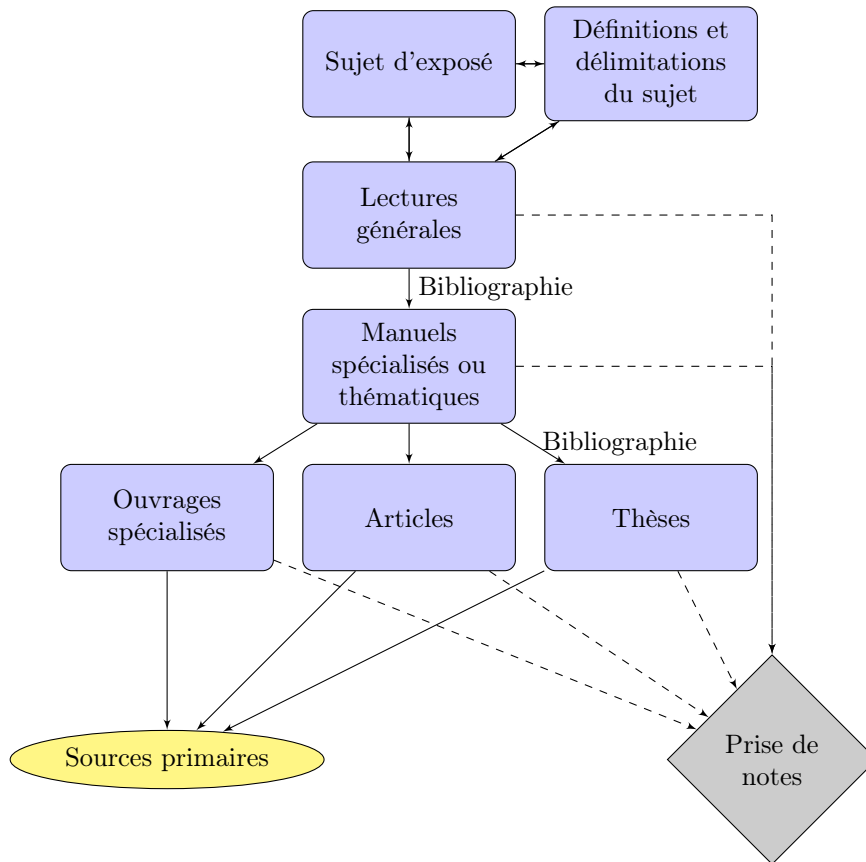 Sujet d'exposé
Définitions et
délimitations
du sujet
Lectures
générales
Bibliographie
Manuels
spécialisés ou
thématiques
Bibliographie
Ouvrages
spécialisés
Articles
Thèses
Sources primaires
Prise de
notes